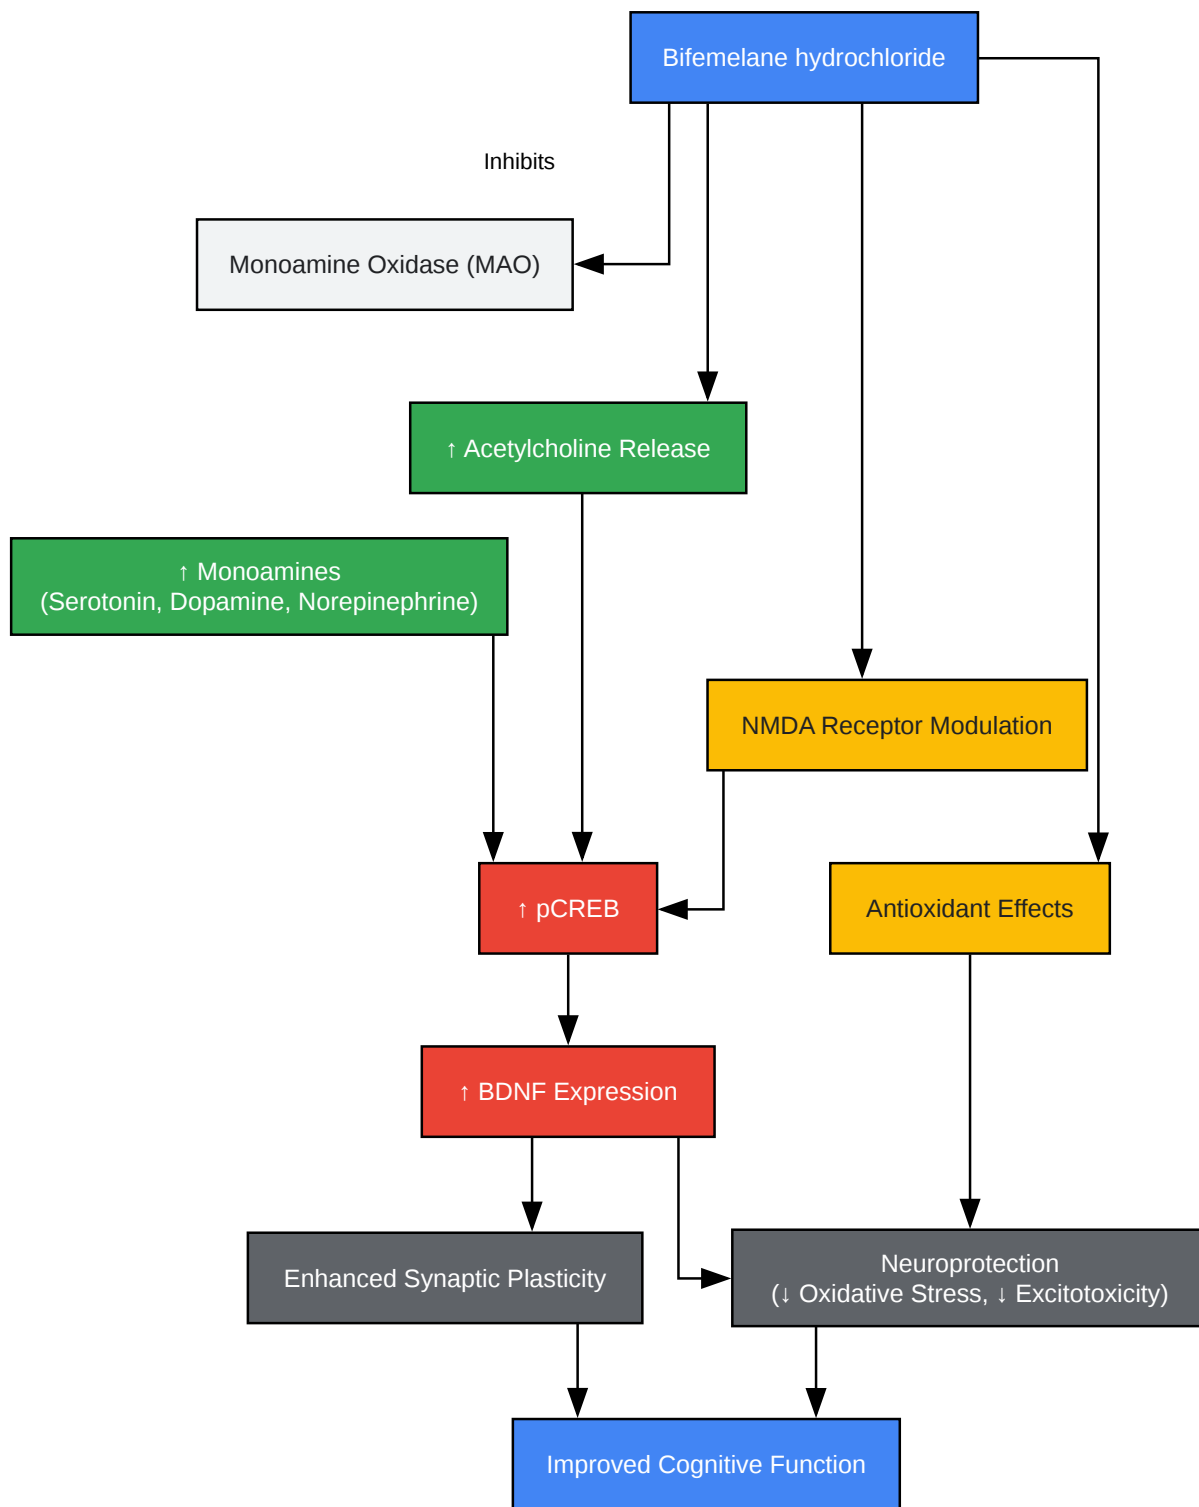 Bifemelane hydrochloride
Inhibits
Monoamine Oxidase (MAO)
↑ Acetylcholine Release
↑ Monoamines
(Serotonin, Dopamine, Norepinephrine)
NMDA Receptor Modulation
↑ pCREB
Antioxidant Effects
↑ BDNF Expression
Enhanced Synaptic Plasticity
Neuroprotection
(↓ Oxidative Stress, ↓ Excitotoxicity)
Improved Cognitive Function